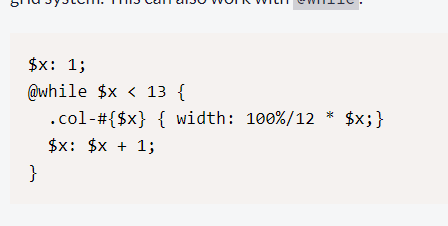 grid system. This can also work with @while.
$x: 1;
@while $x < 13 {
  .col-#{$x} { width: 100%/12 * $x;}
  $x: $x + 1;
}